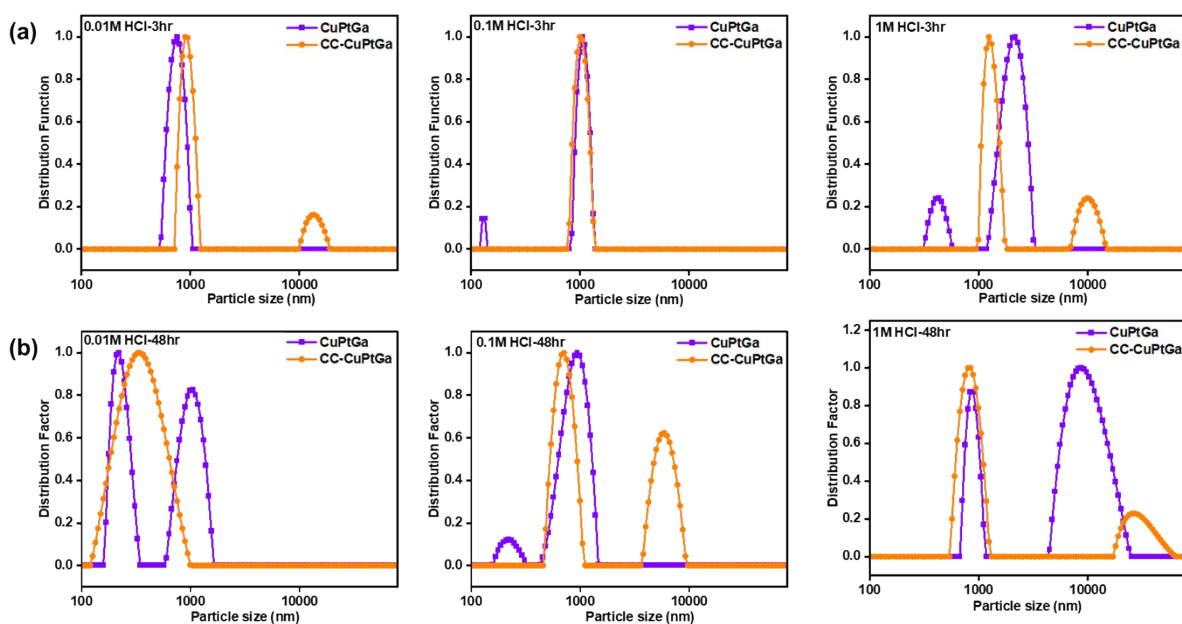 (a)
0.01M HCl-3hr
CuPtGa
CC-CuPtGa
Distribution Function
1.0
0.8
0.6
0.4
0.2
0.0
100
1000
10000
Particle size (nm)
0.1M HCl-3hr
CuPtGa
CC-CuPtGa
Distribution Function
1.0
0.8
0.6
0.4
0.2
0.0
100
1000
10000
Particle size (nm)
1M HCl-3hr
CuPtGa
CC-CuPtGa
Distribution Function
1.0
0.8
0.6
0.4
0.2
0.0
100
1000
10000
Particle size (nm)
(b)
0.01M HCl-48hr
CuPtGa
CC-CuPtGa
Distribution Factor
1.0
0.8
0.6
0.4
0.2
0.0
100
1000
10000
Particle size (nm)
0.1M HCl-48hr
CuPtGa
CC-CuPtGa
Distribution Factor
1.0
0.8
0.6
0.4
0.2
0.0
100
1000
10000
Particle size (nm)
1M HCl-48hr
CuPtGa
CC-CuPtGa
Distribution Factor
1.2
1.0
0.8
0.6
0.4
0.2
0.0
100
1000
10000
Particle size (nm)